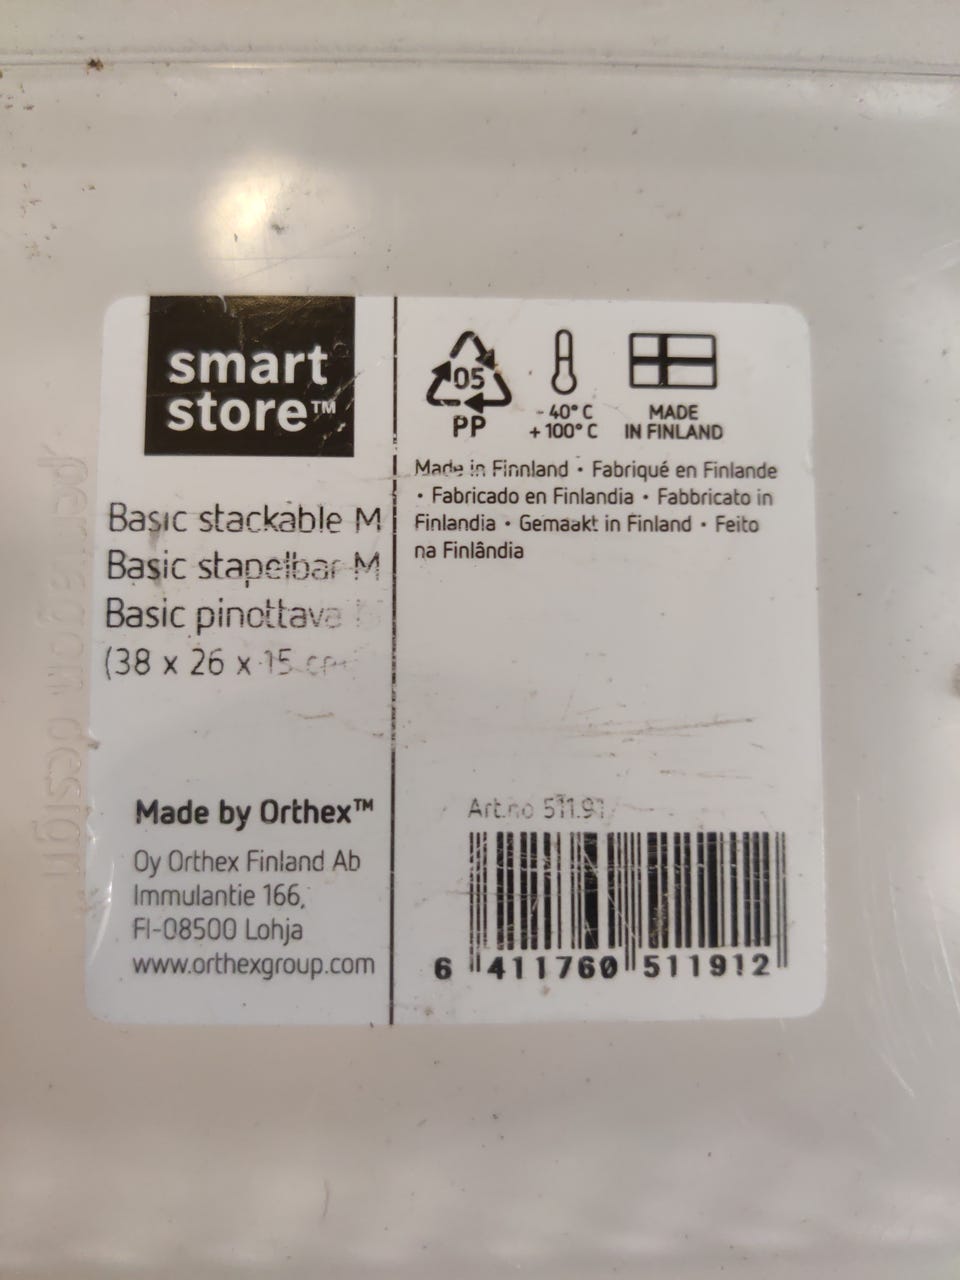 smart
store™
Basic stackable M
Basic stapelbar M
Basic pinottava
(38 x 26 x 15 cm
Made by Orthex™
Oy Orthex Finland Ab
Immulantie 166,
FI-08500 Lohja
www.orthexgroup.com
05
PP
- 40° C
+ 100° C
MADE
IN FINLAND
Made in Finnland • Fabriqué en Finlande
• Fabricado en Finlandia • Fabbricato in
Finlandia • Gemaakt in Finland • Feito
na Finlândia
Art.no 511.91
6 411760 511912
design